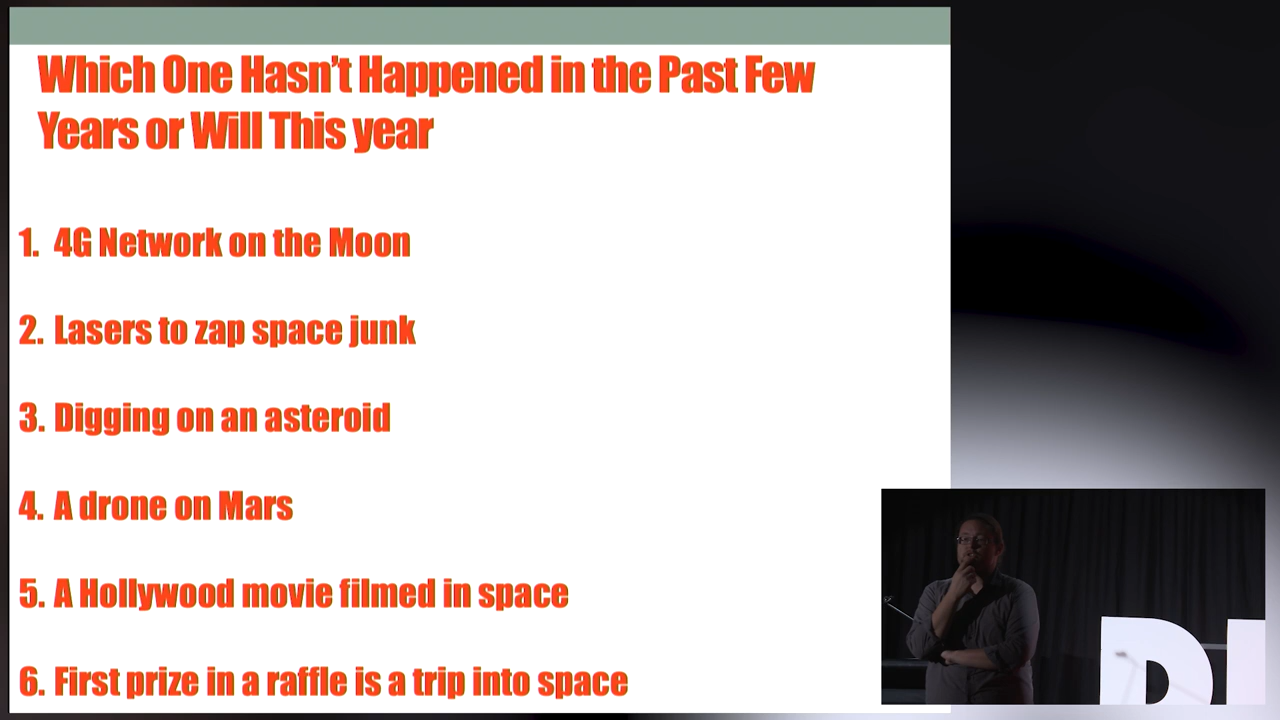 Which One Hasn't Happened in the Past Few
Years or Will This year
1. 4G Network on the Moon
2. Lasers to zap space junk
3. Digging on an asteroid
4. A drone on Mars
5. A Hollywood movie filmed in space
6. First prize in a raffle is a trip into space